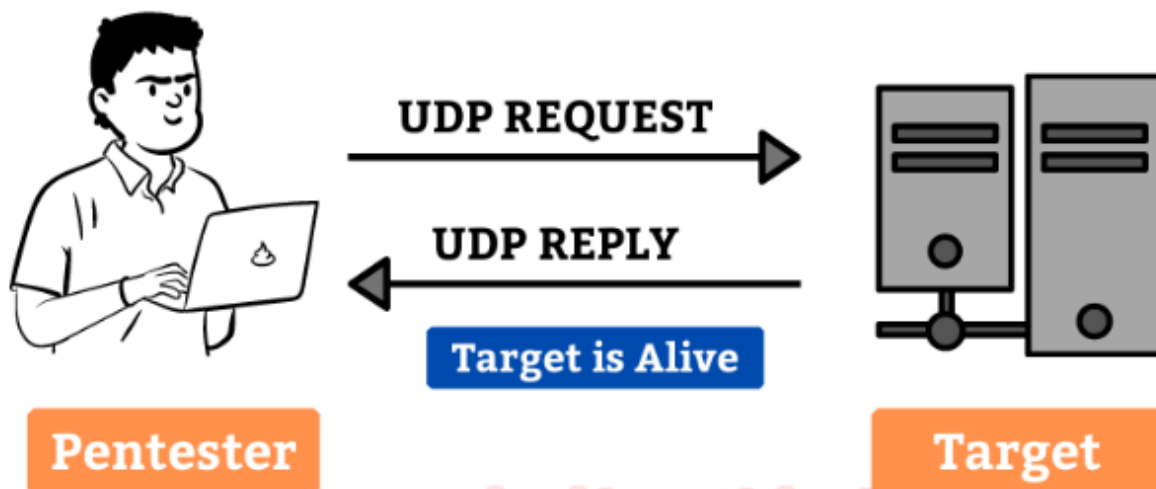 UDP REQUEST
UDP REPLY
Target is Alive
Pentester
Target